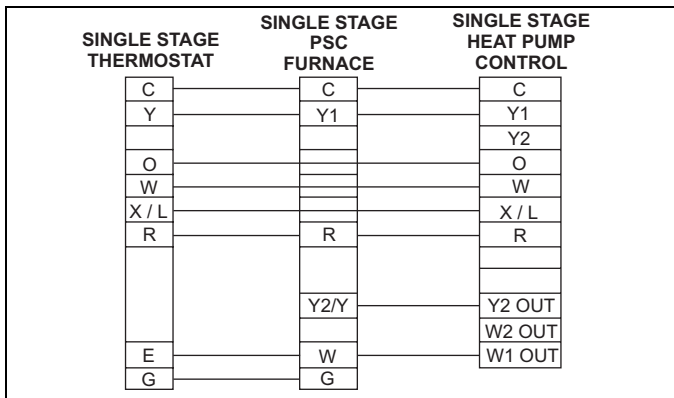 SINGLE STAGE THERMOSTAT
SINGLE STAGE PSC FURNACE
SINGLE STAGE HEAT PUMP CONTROL
C C C
Y Y1 Y1
Y2
O O
W W
X / L X / L
R R R
Y2/Y Y2 OUT
W2 OUT
E W W1 OUT
G G